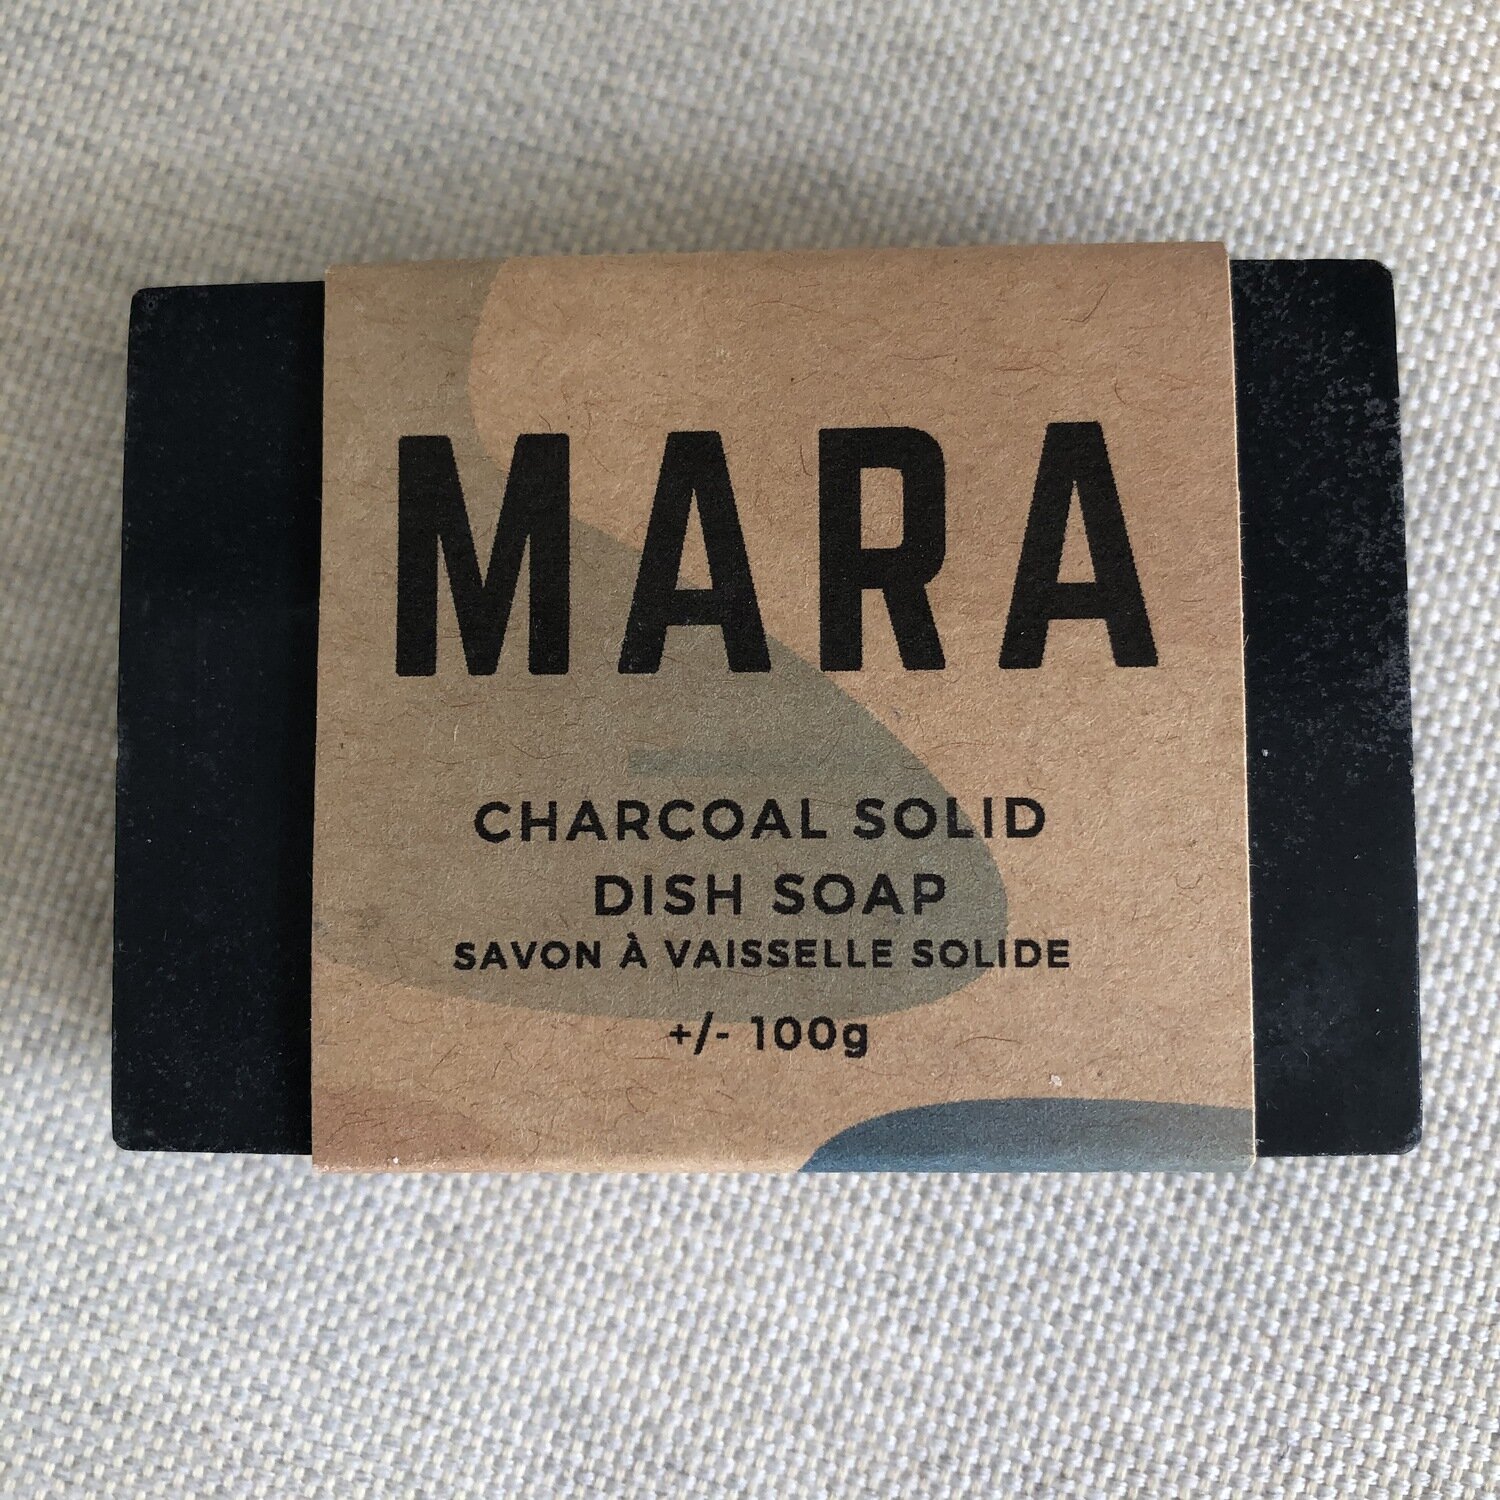 MARA
CHARCOAL SOLID
DISH SOAP
SAVON À VAISSELLE SOLIDE
+/- 100g